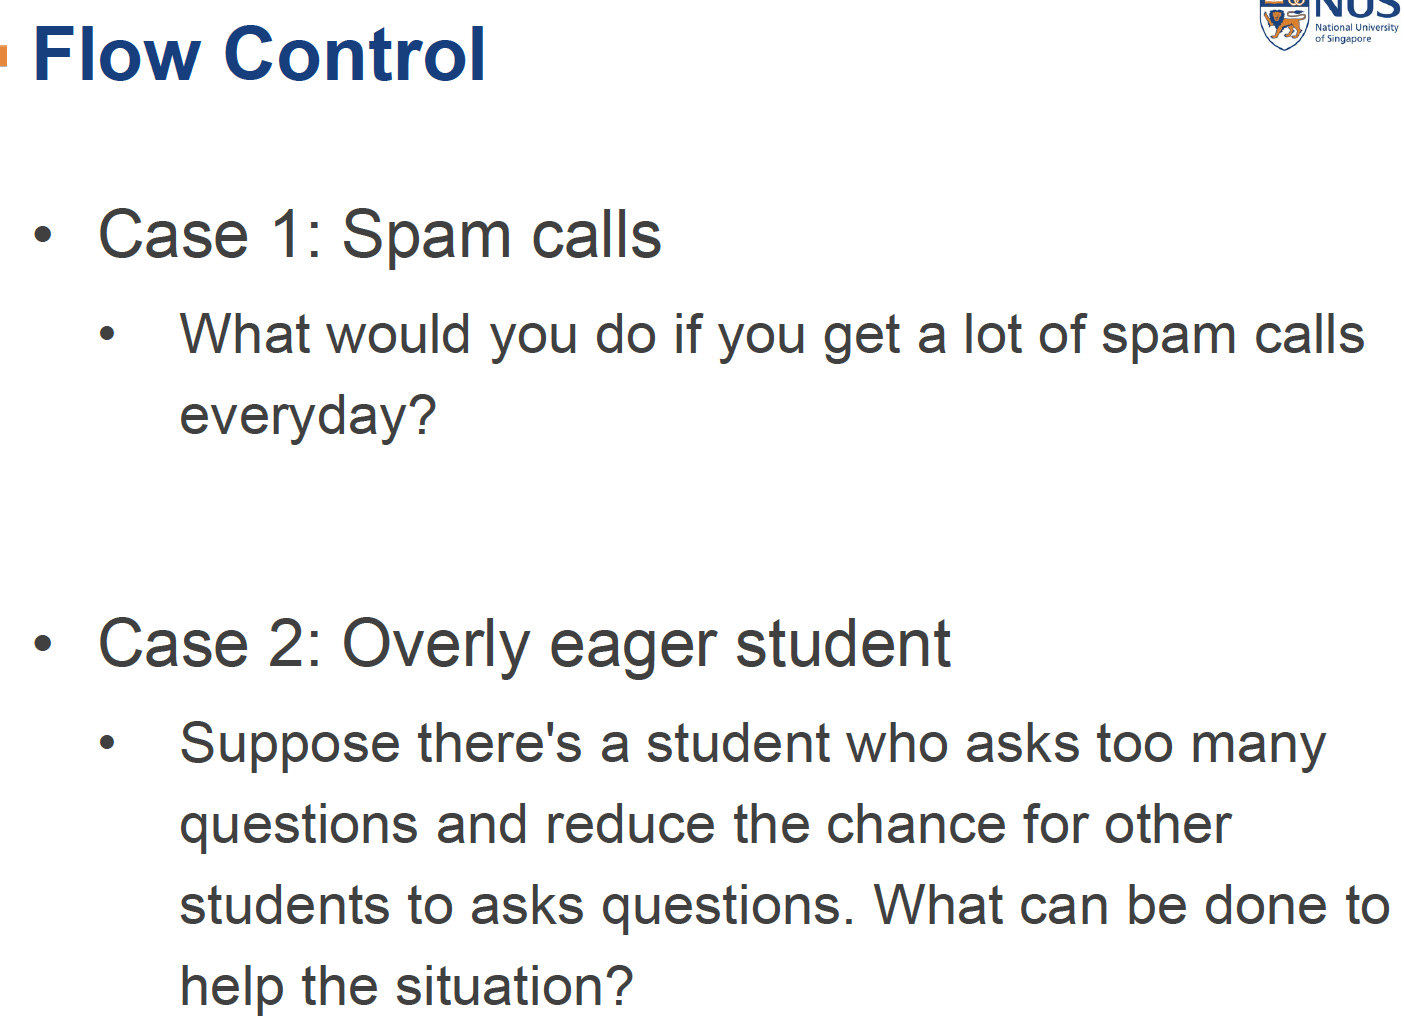 NUS
National University
of Singapore
Flow Control
• Case 1: Spam calls
• What would you do if you get a lot of spam calls
everyday?
• Case 2: Overly eager student
• Suppose there's a student who asks too many
questions and reduce the chance for other
students to asks questions. What can be done to
help the situation?